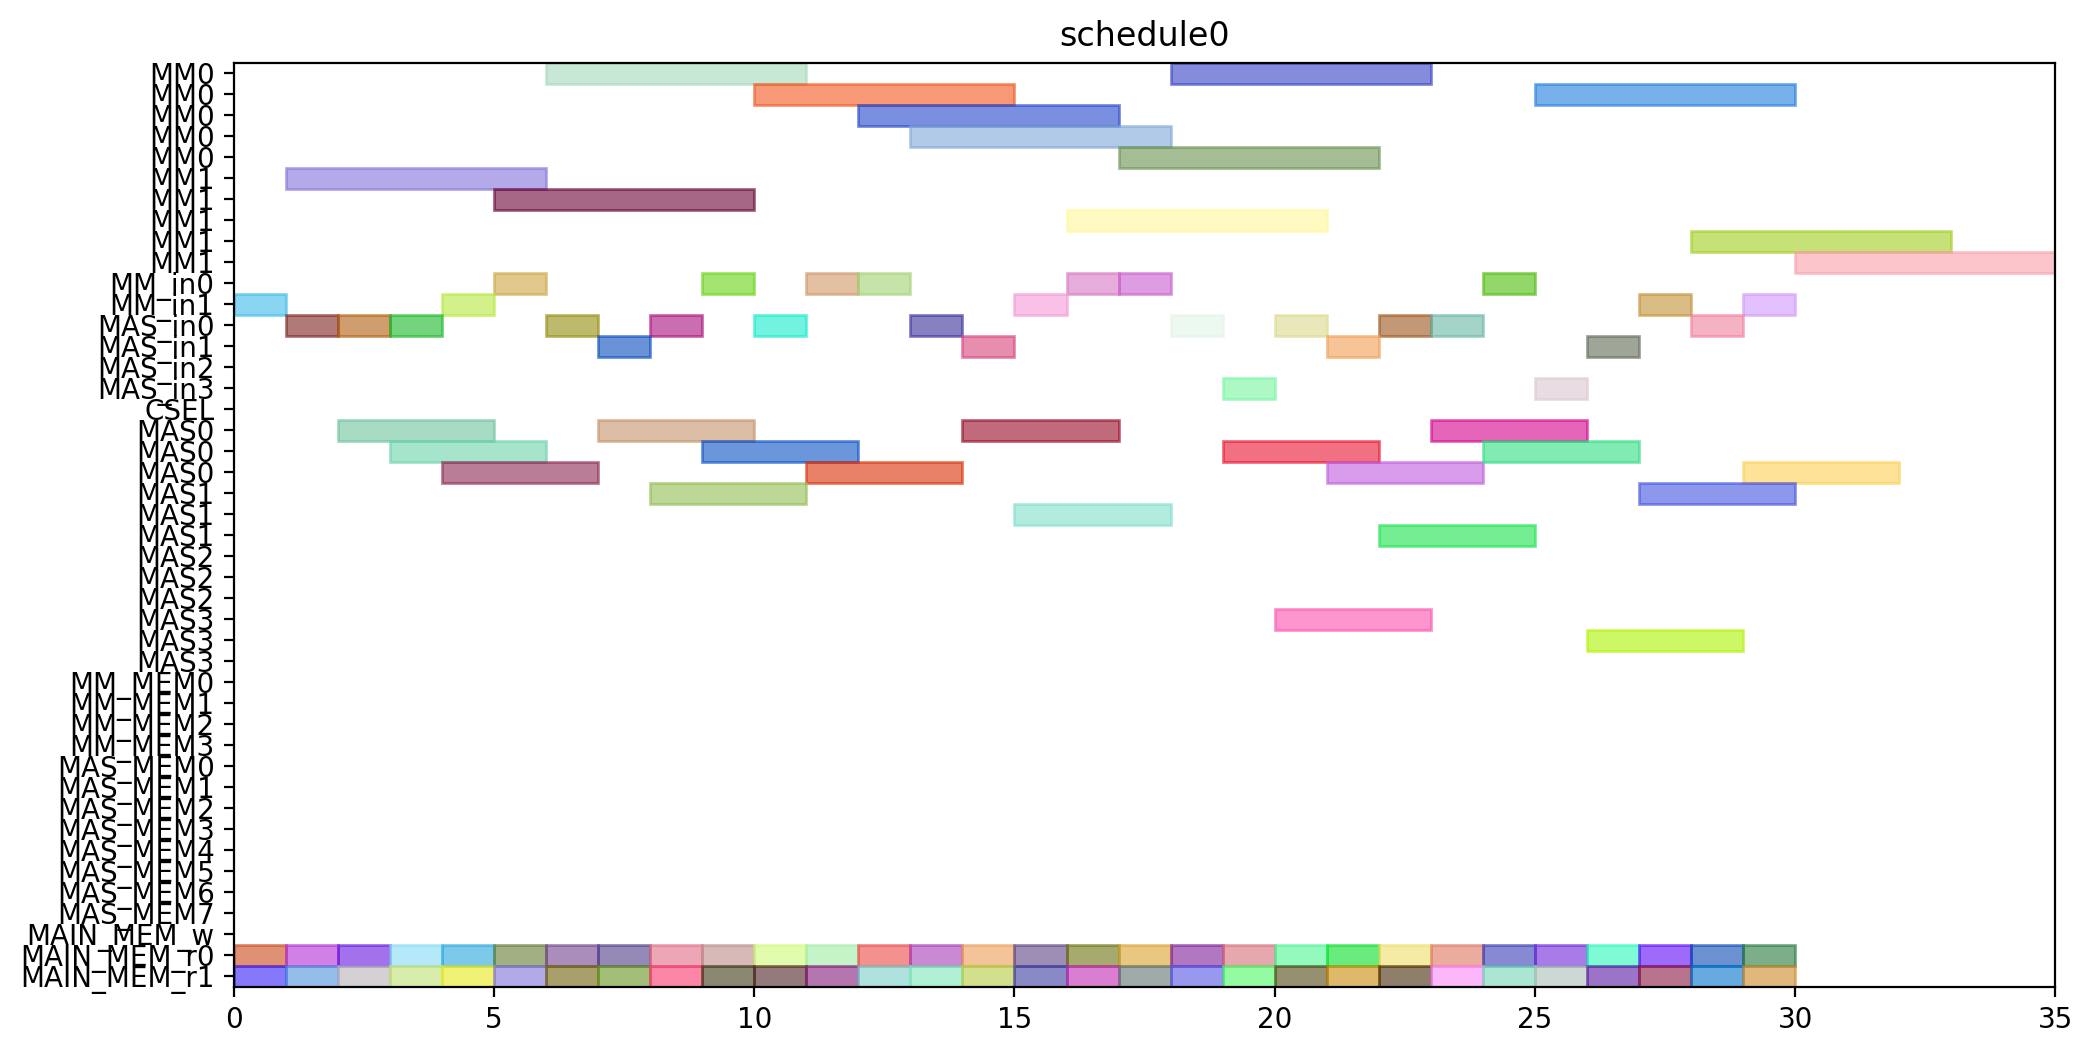 schedule0
MM0
MM0
MM0
MM0
MM0
MM1
MM1
MM1
MM1
MM1
MM_in0
MM_in1
MAS_in0
MAS_in1
MAS_in2
MAS_in3
CSEL
MAS0
MAS0
MAS0
MAS1
MAS1
MAS1
MAS2
MAS2
MAS2
MAS3
MAS3
MAS3
MM_MEM0
MM_MEM1
MM_MEM2
MM_MEM3
MAS_MEM0
MAS_MEM1
MAS_MEM2
MAS_MEM3
MAS_MEM4
MAS_MEM5
MAS_MEM6
MAS_MEM7
MAIN_MEM_w
MAIN_MEM_r0
MAIN_MEM_r1
0 5 10 15 20 25 30 35